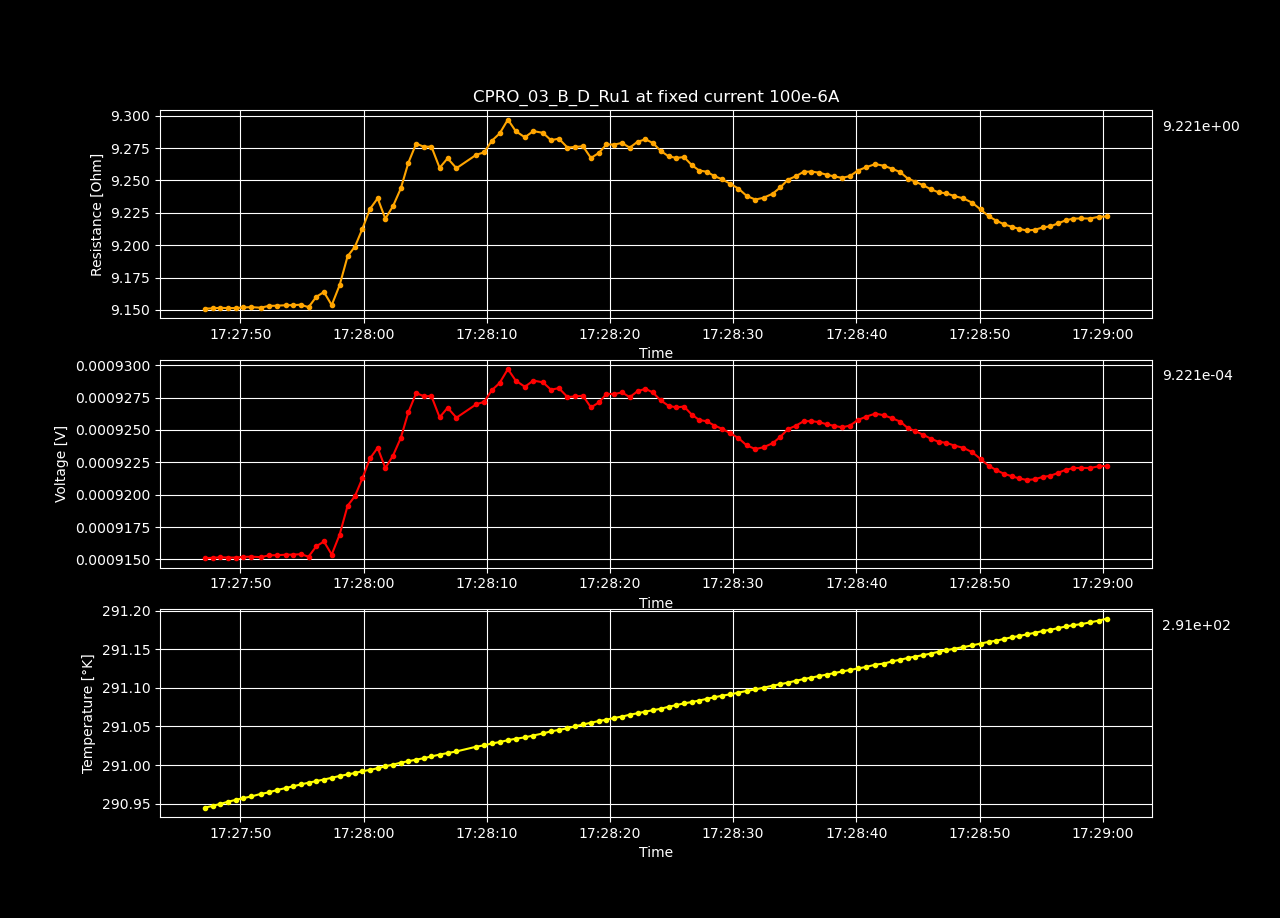 CPRO_03_B_D_Ru1 at fixed current 100e-6A
9.300
9.275
9.250
9.225
9.200
9.175
9.150
Resistance [Ohm]
9.221e+00
17:27:50 17:28:00 17:28:10 17:28:20 17:28:30 17:28:40 17:28:50 17:29:00
Time
0.0009300
0.0009275
0.0009250
0.0009225
0.0009200
0.0009175
0.0009150
Voltage [V]
9.221e-04
17:27:50 17:28:00 17:28:10 17:28:20 17:28:30 17:28:40 17:28:50 17:29:00
Time
291.20
291.15
291.10
291.05
291.00
290.95
Temperature [°K]
2.91e+02
17:27:50 17:28:00 17:28:10 17:28:20 17:28:30 17:28:40 17:28:50 17:29:00
Time